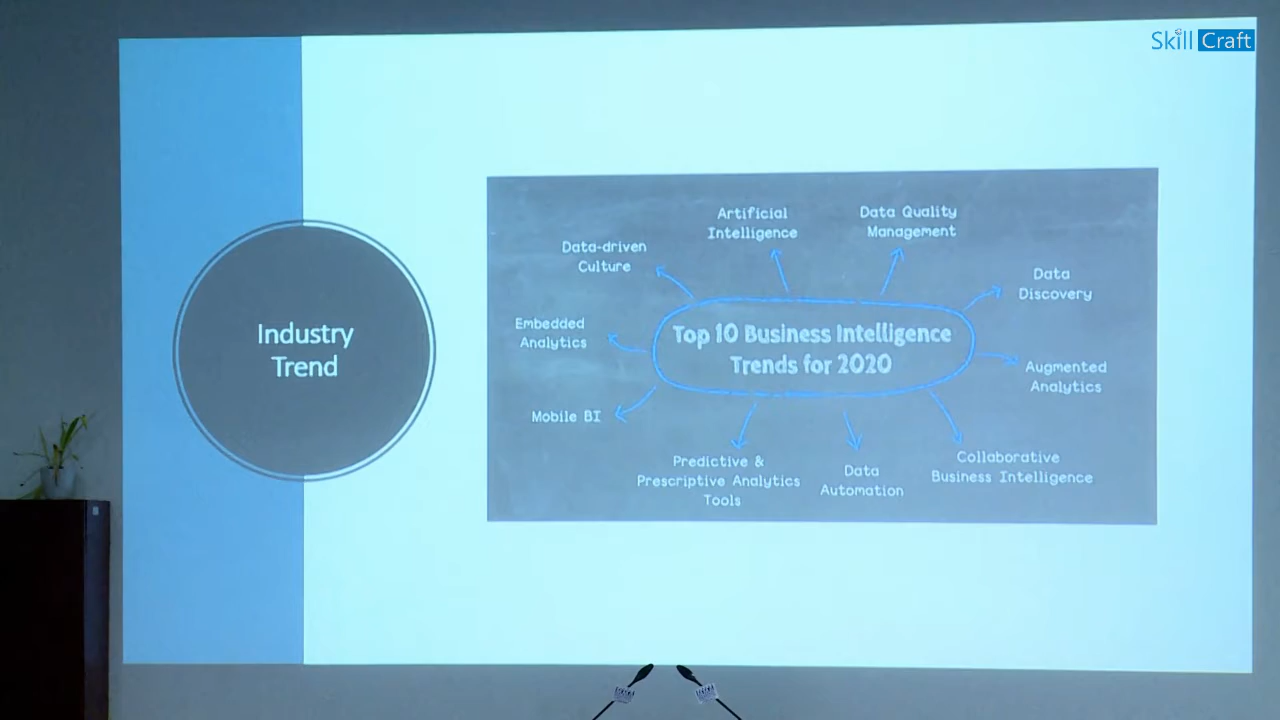 Skill Craft
Industry
Trend
Artificial
Intelligence
Data Quality
Management
Data-driven
Culture
Data
Discovery
Embedded
Analytics
Top 10 Business Intelligence
Trends for 2020
Augmented
Analytics
Mobile BI
Predictive &
Prescriptive Analytics
Tools
Data
Automation
Collaborative
Business Intelligence